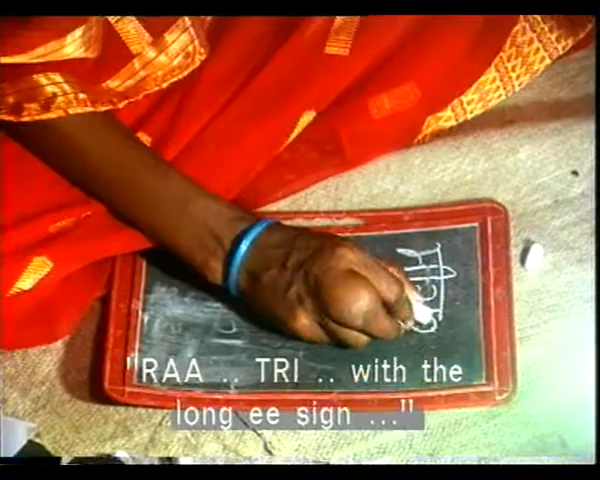 "RAA .. TRI .. with the
long ee sign ..."